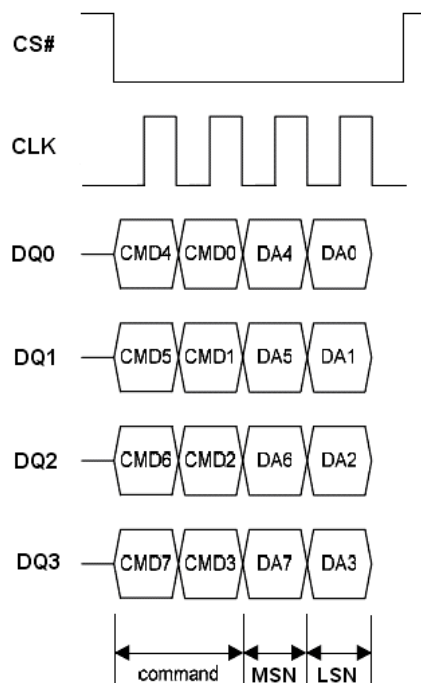 CS#
CLK
DQ0 CMD4 CMD0 DA4 DA0
DQ1 CMD5 CMD1 DA5 DA1
DQ2 CMD6 CMD2 DA6 DA2
DQ3 CMD7 CMD3 DA7 DA3
command MSN LSN